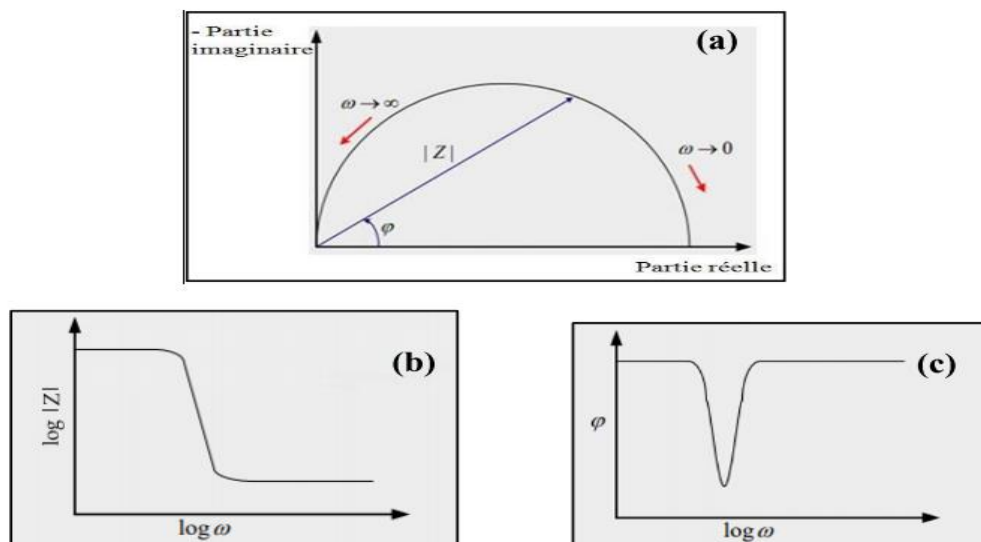 - Partie
imaginaire
(a)
ω → ∞
| Z |
ω → 0
φ
Partie réelle
(b)
log |Z|
log ω
(c)
φ
log ω